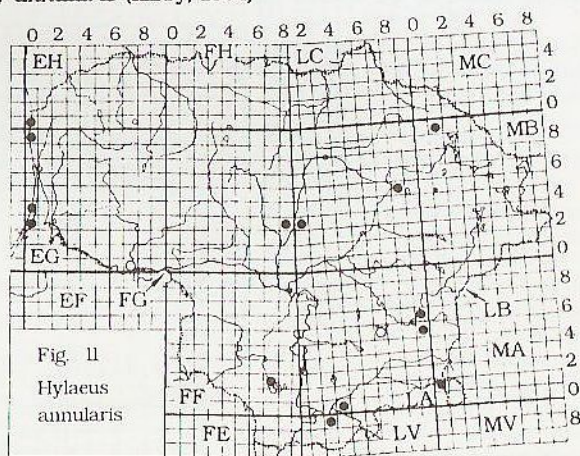 0 2 4 6 8 0 2 4 6 8 2 4 6 8 0 2 4 6 8
EH FH LC MC
4
2
0
MB 8
6
4
2
EG
0
EF FG LB 8
6
Fig. 11 MA 4
Hylaeus 2
annularis FF LA 0
FE LV MV 8